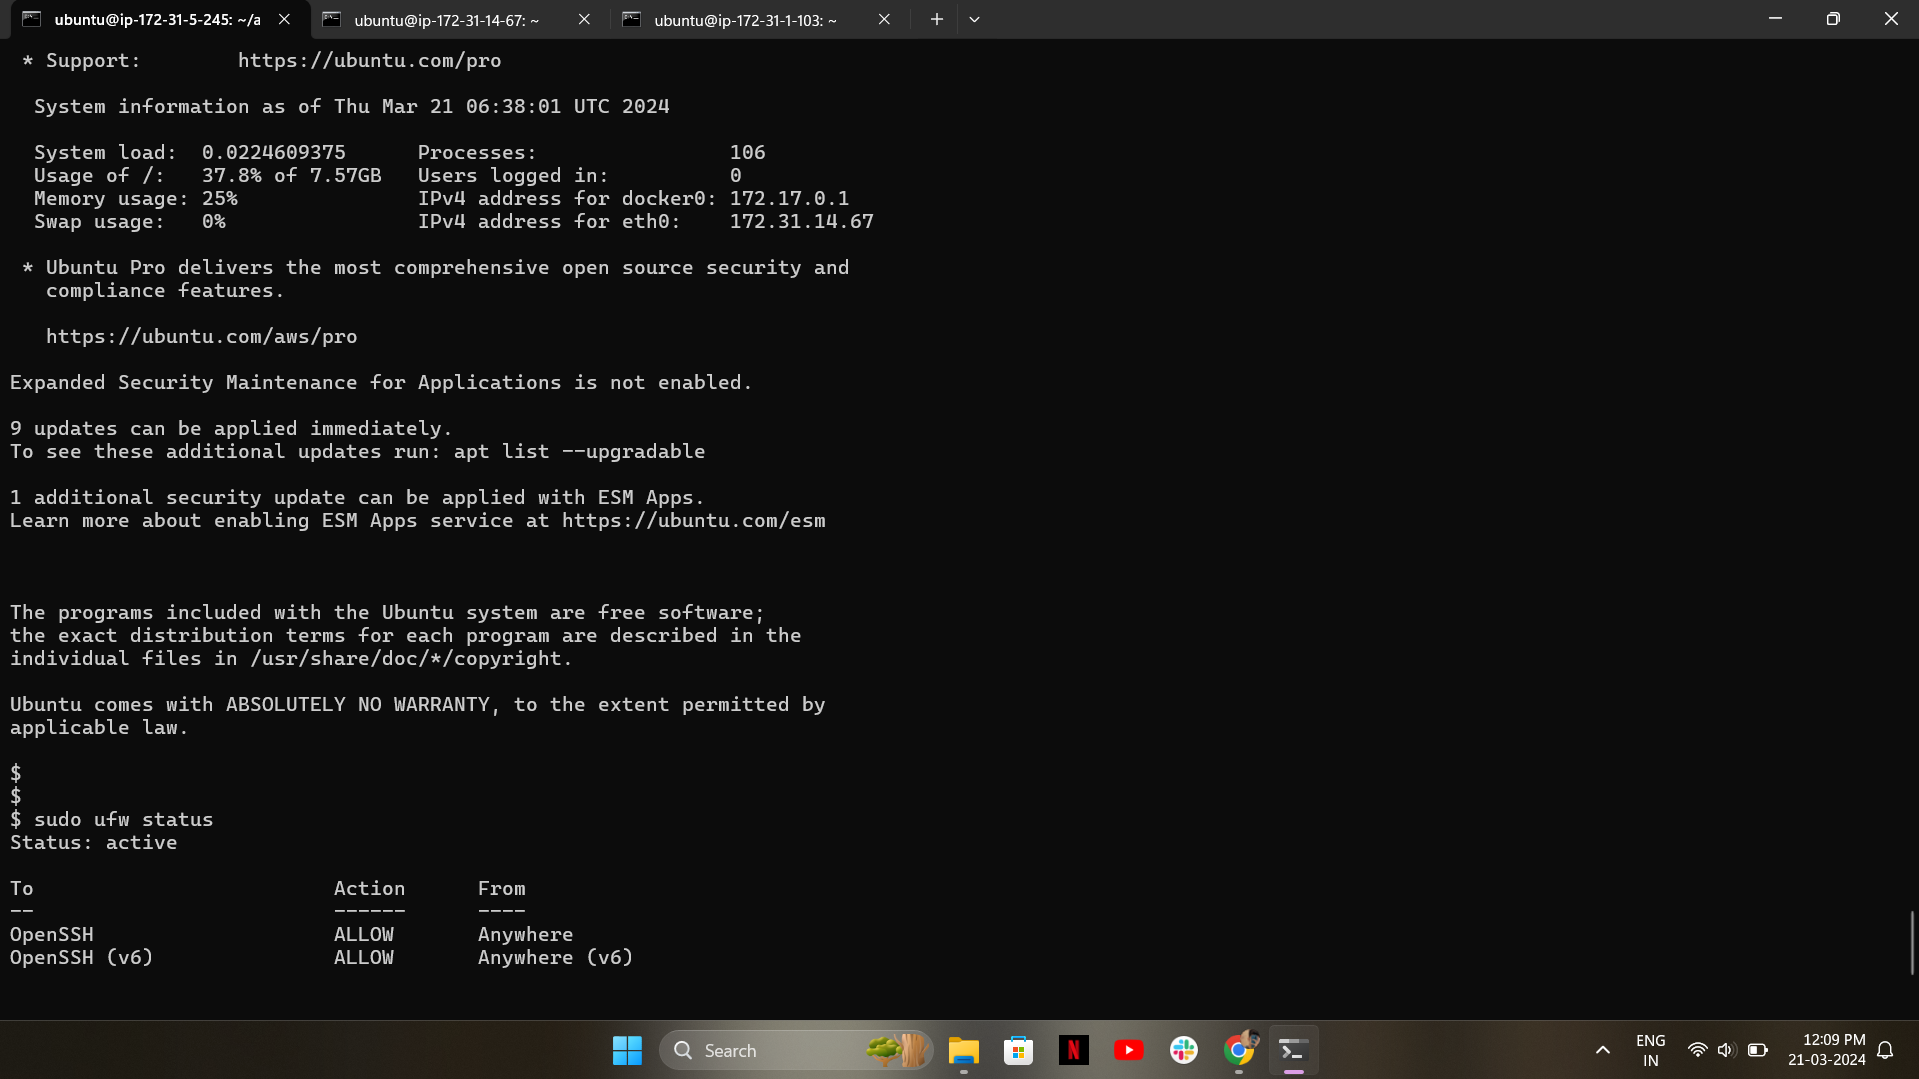 ubuntu@ip-172-31-5-245: ~/a
ubuntu@ip-172-31-14-67: ~
ubuntu@ip-172-31-1-103: ~
* Support:        https://ubuntu.com/pro
System information as of Thu Mar 21 06:38:01 UTC 2024
System load:  0.0224609375      Processes:                106
Usage of /:   37.8% of 7.57GB   Users logged in:          0
Memory usage: 25%               IPv4 address for docker0: 172.17.0.1
Swap usage:   0%                IPv4 address for eth0:    172.31.14.67
* Ubuntu Pro delivers the most comprehensive open source security and
compliance features.
https://ubuntu.com/aws/pro
Expanded Security Maintenance for Applications is not enabled.
9 updates can be applied immediately.
To see these additional updates run: apt list --upgradable
1 additional security update can be applied with ESM Apps.
Learn more about enabling ESM Apps service at https://ubuntu.com/esm
The programs included with the Ubuntu system are free software;
the exact distribution terms for each program are described in the
individual files in /usr/share/doc/*/copyright.
Ubuntu comes with ABSOLUTELY NO WARRANTY, to the extent permitted by
applicable law.
$
$
$ sudo ufw status
Status: active
To                         Action      From
--                         ------      ----
OpenSSH                    ALLOW       Anywhere
OpenSSH (v6)               ALLOW       Anywhere (v6)
Search
N
ENG
IN
12:09 PM
21-03-2024